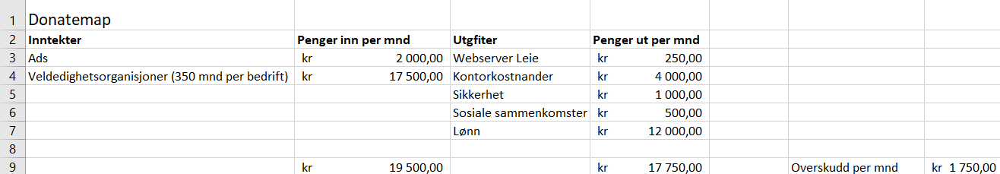 1 Donatemap
2 Inntekter Penger inn per mnd Utgfiter Penger ut per mnd
3 Ads kr 2 000,00 Webserver Leie kr 250,00
4 Veldedighetsorganisjoner (350 mnd per bedrift) kr 17 500,00 Kontorkostnander kr 4 000,00
5 Sikkerhet kr 1 000,00
6 Sosiale sammenkomster kr 500,00
7 Lønn kr 12 000,00
8
9 kr 19 500,00 kr 17 750,00 Overskudd per mnd kr 1 750,00